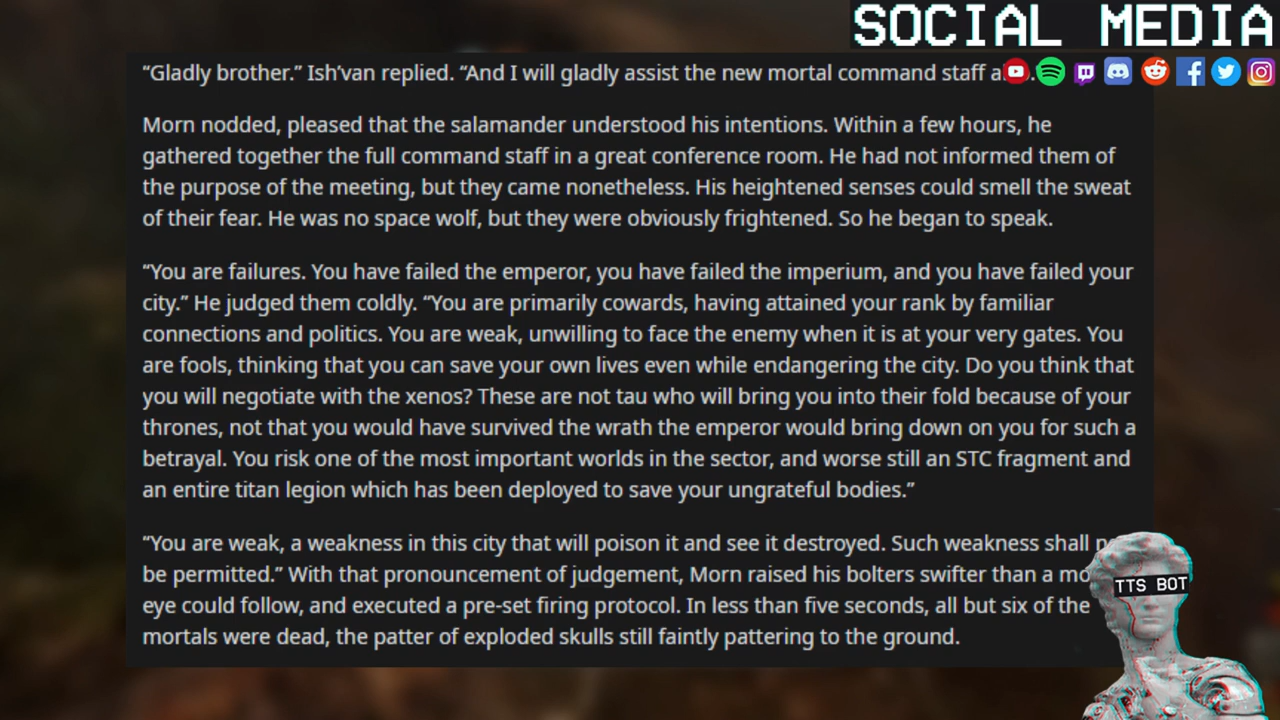 SOCIAL MEDIA
“Gladly brother.” Ish’van replied. “And I will gladly assist the new mortal command staff
Morn nodded, pleased that the salamander understood his intentions. Within a few hours, he
gathered together the full command staff in a great conference room. He had not informed them of
the purpose of the meeting, but they came nonetheless. His heightened senses could smell the sweat
of their fear. He was no space wolf, but they were obviously frightened. So he began to speak.
“You are failures. You have failed the emperor, you have failed the imperium, and you have failed your
city.” He judged them coldly. “You are primarily cowards, having attained your rank by familiar
connections and politics. You are weak, unwilling to face the enemy when it is at your very gates. You
are fools, thinking that you can save your own lives even while endangering the city. Do you think that
you will negotiate with the xenos? These are not tau who will bring you into their fold because of your
thrones, not that you would have survived the wrath the emperor would bring down on you for such a
betrayal. You risk one of the most important worlds in the sector, and worse still an STC fragment and
an entire titan legion which has been deployed to save your ungrateful bodies.”
“You are weak, a weakness in this city that will poison it and see it destroyed. Such weakness shall
be permitted.” With that pronouncement of judgement, Morn raised his bolters swifter than a
eye could follow, and executed a pre-set firing protocol. In less than five seconds, all but six of the
mortals were dead, the patter of exploded skulls still faintly pattering to the ground.
TTS BOT